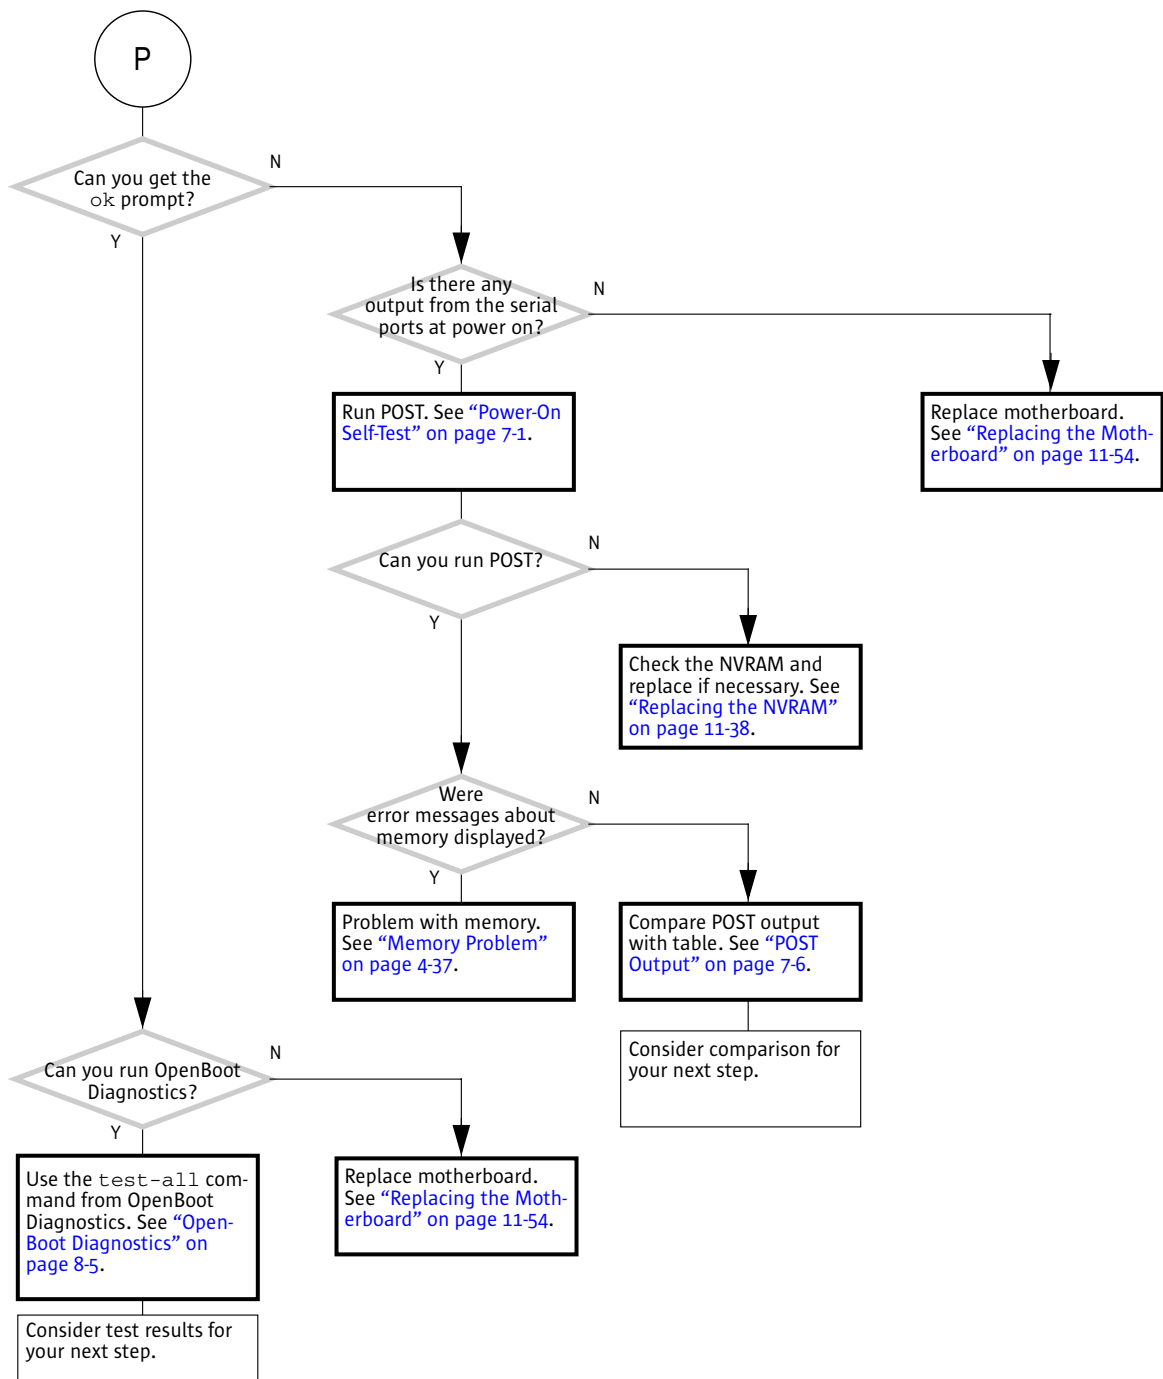 P
Can you get the
ok prompt?
N
Y
Is there any
output from the serial
ports at power on?
N
Y
Run POST. See “Power-On
Self-Test” on page 7-1.
Replace motherboard.
See “Replacing the Moth-
erboard” on page 11-54.
Can you run POST?
N
Y
Check the NVRAM and
replace if necessary. See
“Replacing the NVRAM”
on page 11-38.
Were
error messages about
memory displayed?
N
Y
Problem with memory.
See “Memory Problem”
on page 4-37.
Compare POST output
with table. See “POST
Output” on page 7-6.
Consider comparison for
your next step.
Can you run OpenBoot
Diagnostics?
N
Y
Use the test-all com-
mand from OpenBoot
Diagnostics. See “Open-
Boot Diagnostics” on
page 8-5.
Replace motherboard.
See “Replacing the Moth-
erboard” on page 11-54.
Consider test results for
your next step.